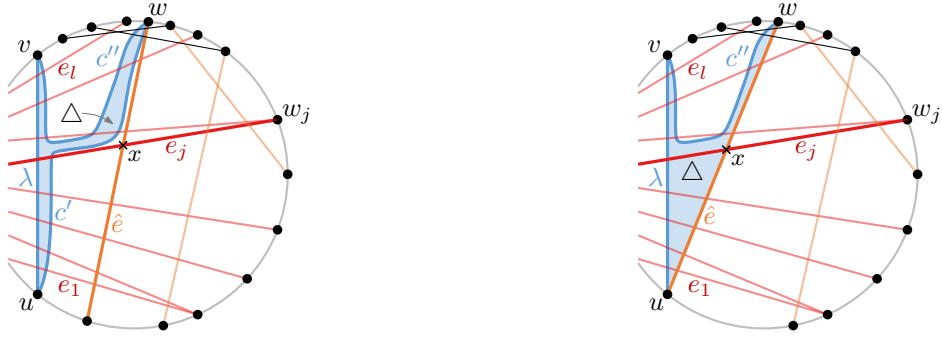 w
v
c″
e_l
△
w_j
x
e_j
λ
c′
ê
u
e_1
w
v
c″
e_l
w_j
x
e_j
△
λ
ê
u
e_1